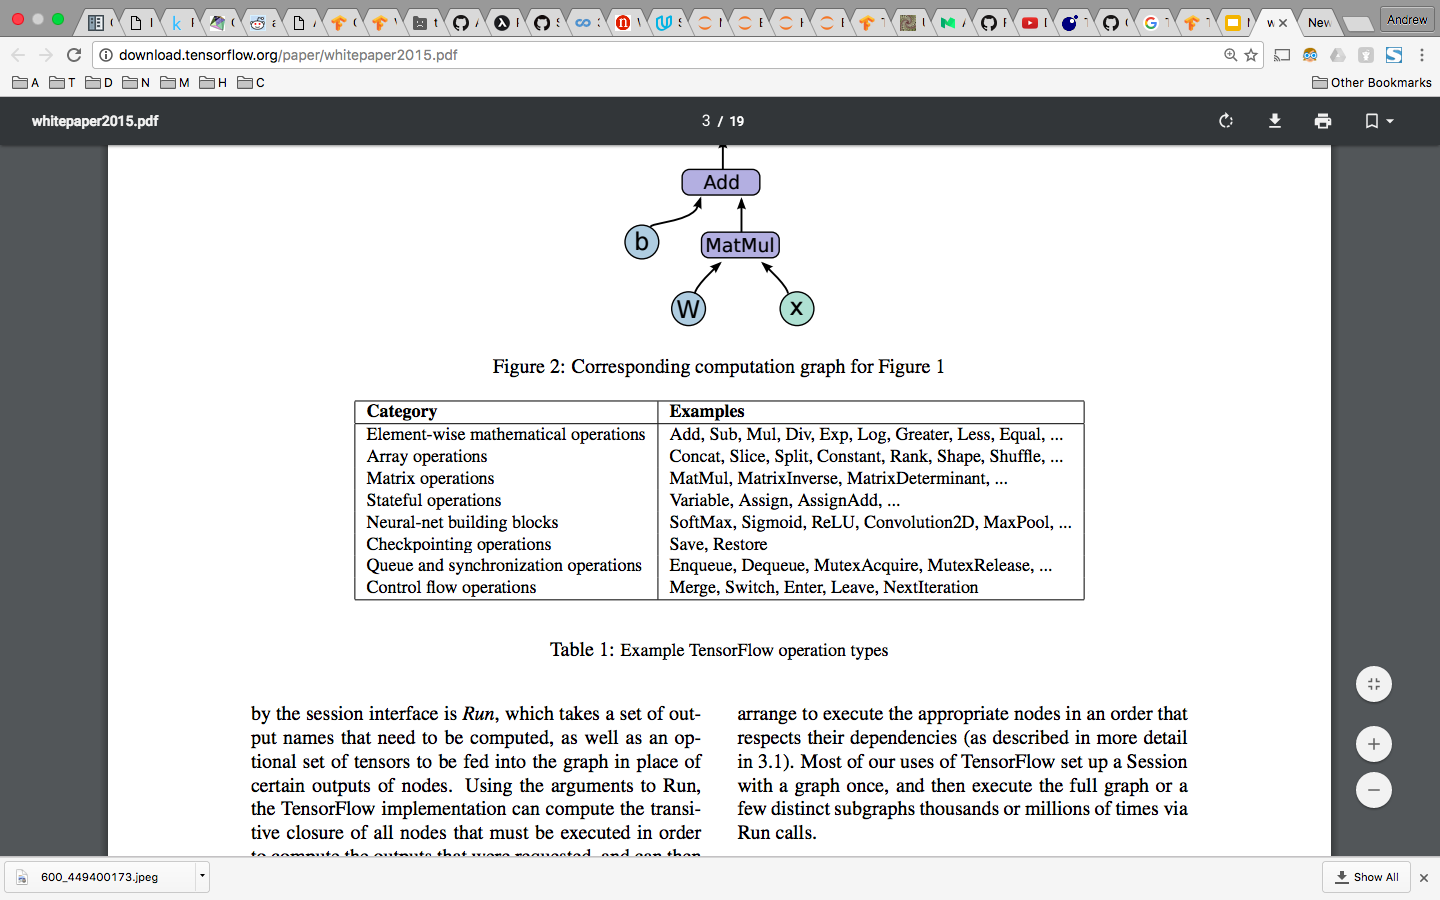 Andrew
New
download.tensorflow.org/paper/whitepaper2015.pdf
A T D N M H C
Other Bookmarks
whitepaper2015.pdf
3 / 19
Add
b
MatMul
W
x
Figure 2: Corresponding computation graph for Figure 1
Category Examples
Element-wise mathematical operations Add, Sub, Mul, Div, Exp, Log, Greater, Less, Equal, ...
Array operations Concat, Slice, Split, Constant, Rank, Shape, Shuffle, ...
Matrix operations MatMul, MatrixInverse, MatrixDeterminant, ...
Stateful operations Variable, Assign, AssignAdd, ...
Neural-net building blocks SoftMax, Sigmoid, ReLU, Convolution2D, MaxPool, ...
Checkpointing operations Save, Restore
Queue and synchronization operations Enqueue, Dequeue, MutexAcquire, MutexRelease, ...
Control flow operations Merge, Switch, Enter, Leave, NextIteration
Table 1: Example TensorFlow operation types
by the session interface is Run, which takes a set of out-
put names that need to be computed, as well as an op-
tional set of tensors to be fed into the graph in place of
certain outputs of nodes. Using the arguments to Run,
the TensorFlow implementation can compute the transi-
tive closure of all nodes that must be executed in order
to compute the outputs that were requested, and can then
arrange to execute the appropriate nodes in an order that
respects their dependencies (as described in more detail
in 3.1). Most of our uses of TensorFlow set up a Session
with a graph once, and then execute the full graph or a
few distinct subgraphs thousands or millions of times via
Run calls.
600_449400173.jpeg
Show All